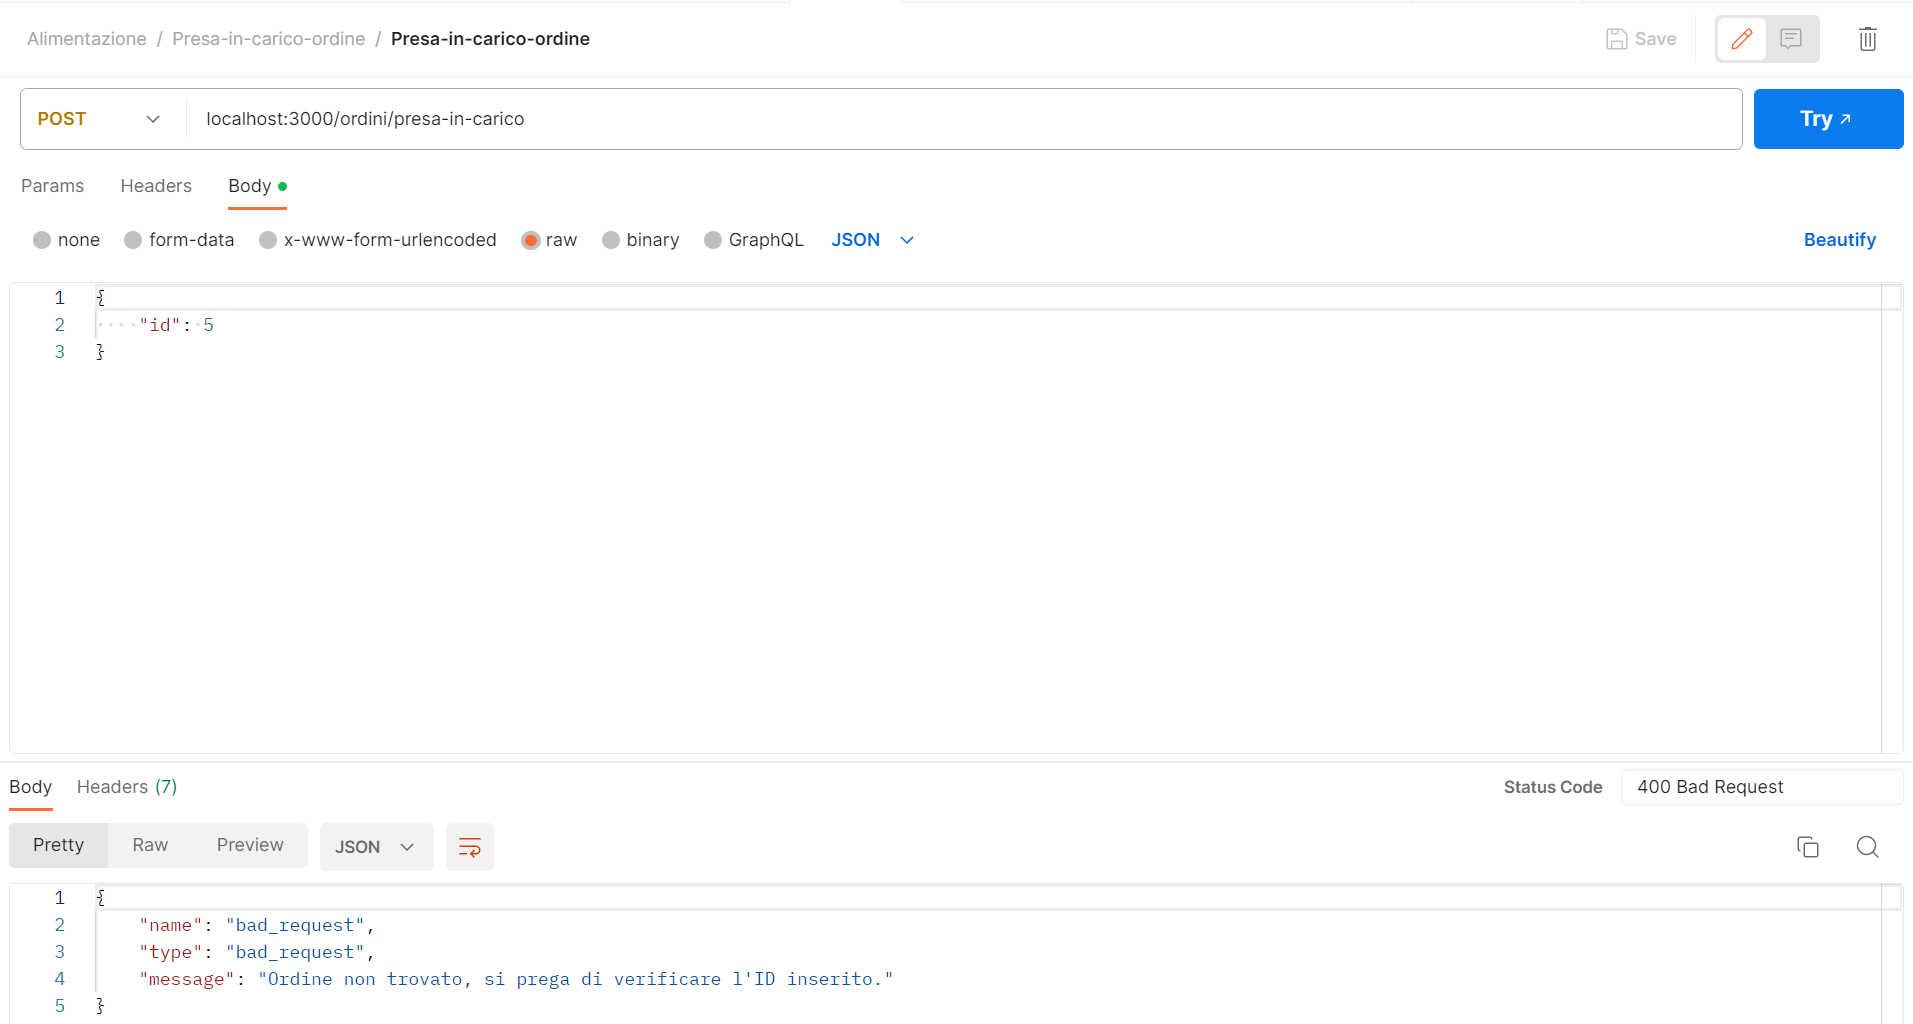 Alimentazione / Presa-in-carico-ordine / Presa-in-carico-ordine
Save
POST
localhost:3000/ordini/presa-in-carico
Try
Params Headers Body
none form-data x-www-form-urlencoded raw binary GraphQL JSON
Beautify
1 {
2 "id": 5
3 }
Body Headers (7)
Status Code 400 Bad Request
Pretty Raw Preview JSON
1 {
2 "name": "bad_request",
3 "type": "bad_request",
4 "message": "Ordine non trovato, si prega di verificare l'ID inserito."
5 }